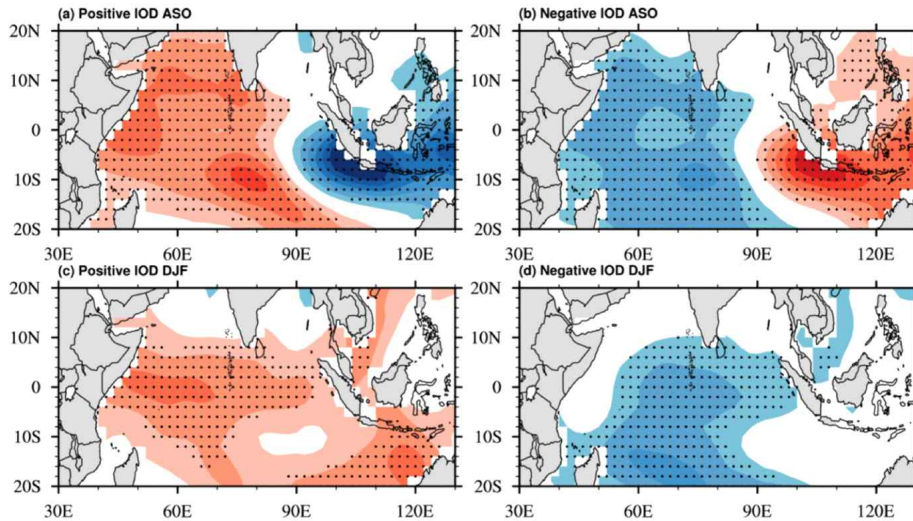 (a) Positive IOD ASO
(b) Negative IOD ASO
20N
20N
10N
10N
0
0
10S
10S
20S
20S
30E 60E 90E 120E
30E 60E 90E 120E
(c) Positive IOD DJF
(d) Negative IOD DJF
20N
20N
10N
10N
0
0
10S
10S
20S
20S
30E 60E 90E 120E
30E 60E 90E 120E